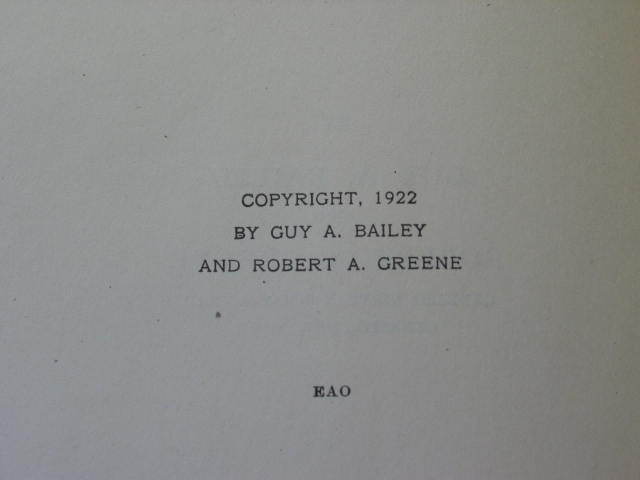 COPYRIGHT, 1922
BY GUY A. BAILEY
AND ROBERT A. GREENE
EAO